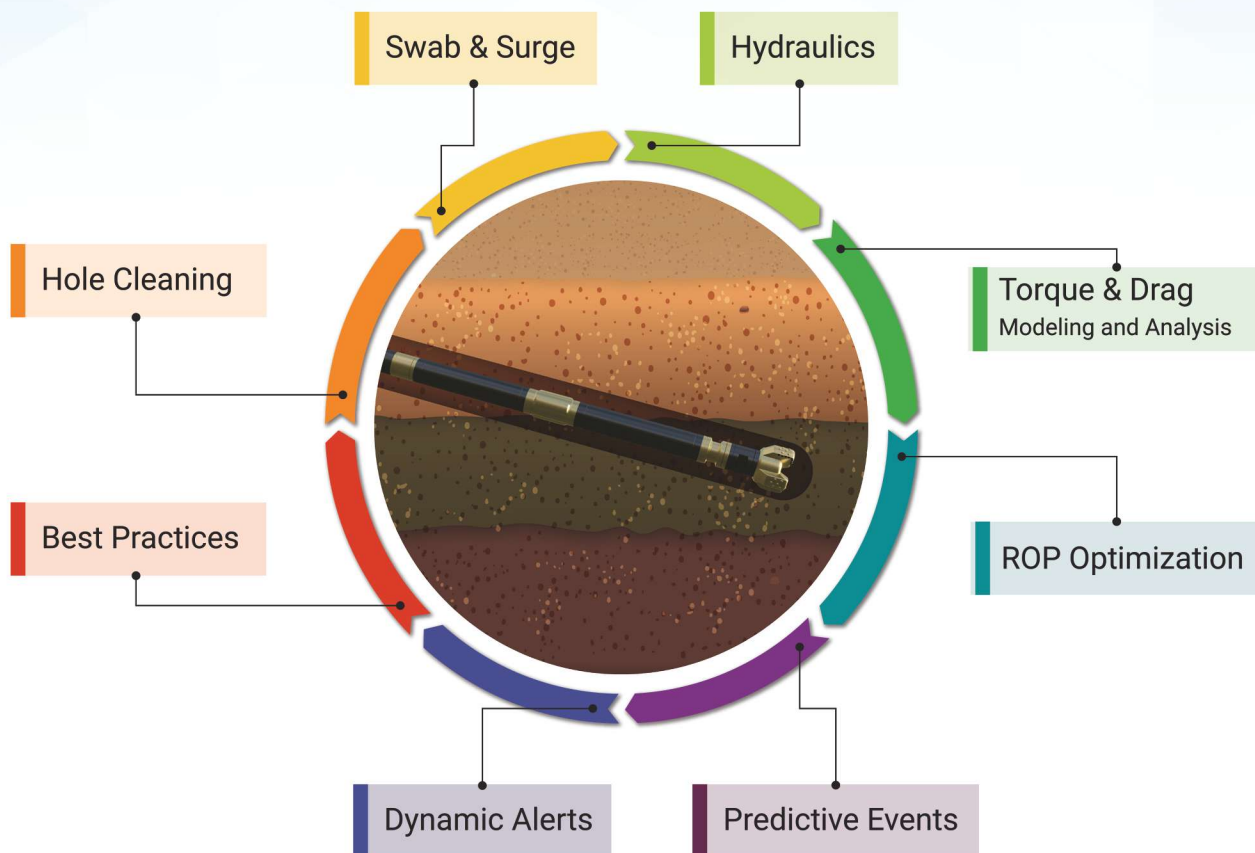 Swab & Surge
Hydraulics
Hole Cleaning
Torque & Drag
Modeling and Analysis
Best Practices
ROP Optimization
Dynamic Alerts
Predictive Events